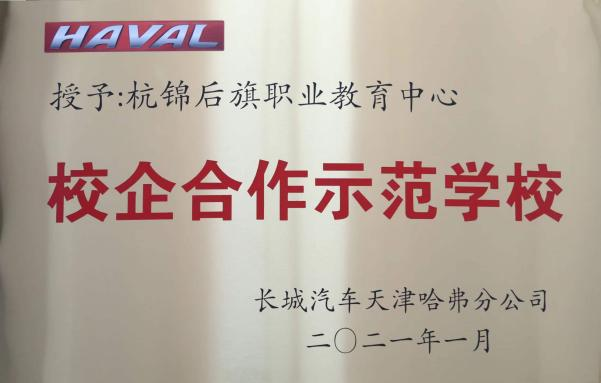 HAVAL
授予:杭锦后旗职业教育中心
校企合作示范学校
长城汽车天津哈弗分公司
二〇二一年一月